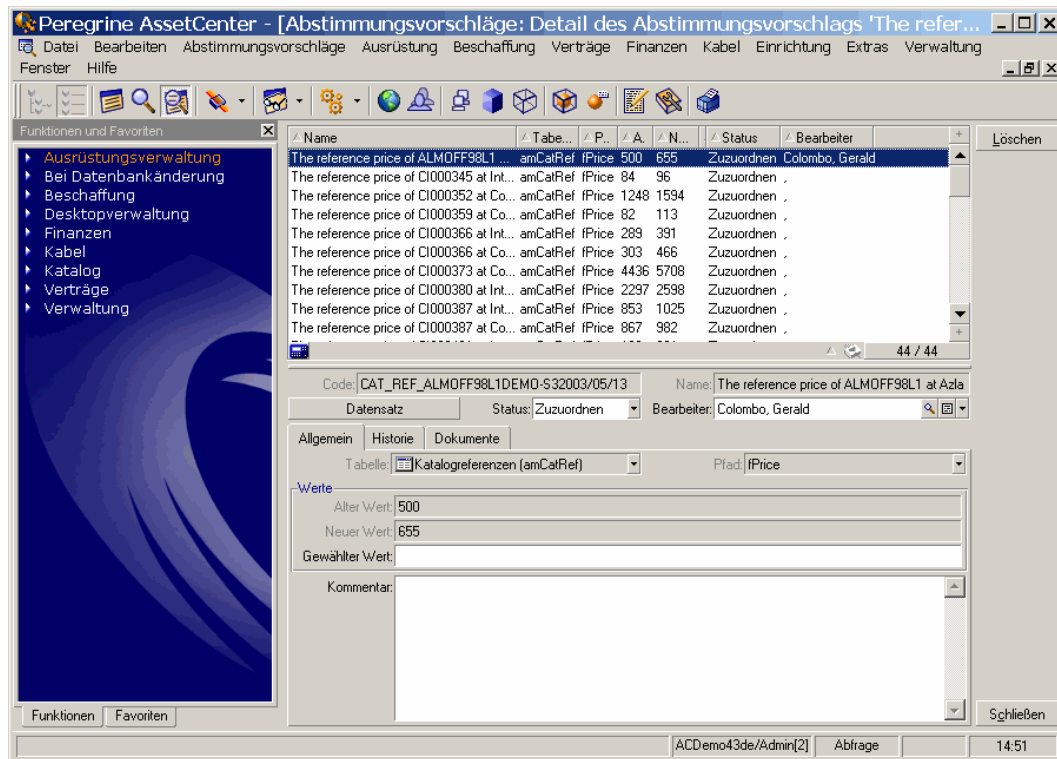 Peregrine AssetCenter - [Abstimmungsvorschläge: Detail des Abstimmungsvorschlags 'The refer...
Datei Bearbeiten Abstimmungsvorschläge Ausrüstung Beschaffung Verträge Finanzen Kabel Einrichtung Extras Verwaltung
Fenster Hilfe
Funktionen und Favoriten
Ausrüstungsverwaltung
Bei Datenbankänderung
Beschaffung
Desktopverwaltung
Finanzen
Kabel
Katalog
Verträge
Verwaltung
Funktionen Favoriten
Name Tabe... P.. A. N... Status Bearbeiter
The reference price of ALMOFF98L1 ... amCatRef fPrice 500 655 Zuzuordnen Colombo, Gerald
The reference price of CI000345 at Int... amCatRef fPrice 84 96 Zuzuordnen ,
The reference price of CI000352 at Co... amCatRef fPrice 1248 1594 Zuzuordnen ,
The reference price of CI000359 at Co... amCatRef fPrice 82 113 Zuzuordnen ,
The reference price of CI000366 at Int... amCatRef fPrice 289 391 Zuzuordnen ,
The reference price of CI000366 at Co... amCatRef fPrice 303 466 Zuzuordnen ,
The reference price of CI000373 at Co... amCatRef fPrice 4436 5708 Zuzuordnen ,
The reference price of CI000380 at Int... amCatRef fPrice 2297 2598 Zuzuordnen ,
The reference price of CI000387 at Int... amCatRef fPrice 853 1025 Zuzuordnen ,
The reference price of CI000387 at Co... amCatRef fPrice 867 982 Zuzuordnen ,
44 / 44
Code: CAT_REF_ALMOFF98L1DEMO-S32003/05/13 Name: The reference price of ALMOFF98L1 at Azla
Datensatz Status: Zuzuordnen Bearbeiter: Colombo, Gerald
Allgemein Historie Dokumente
Tabelle: Katalogreferenzen (amCatRef) Pfad: fPrice
Werte
Alter Wert: 500
Neuer Wert: 655
Gewählter Wert:
Kommentar:
Löschen
Schließen
ACDemo43de/Admin[2] Abfrage 14:51